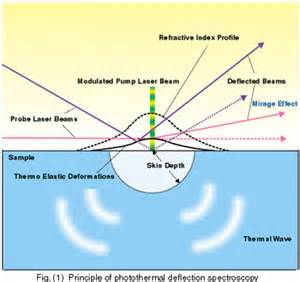 Refractive Index Profile
Modulated Pump Laser Beam
Deflected Beams
Mirage Effect
Probe Laser Beams
Sample
Skin Depth
Thermo Elastic Deformations
Thermal Wave
Fig. (1) Principle of photothermal deflection spectroscopy